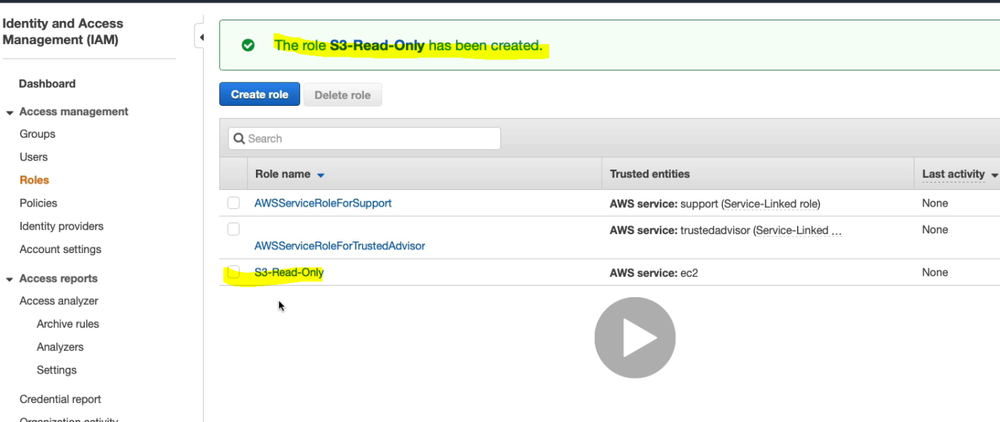 Identity and Access
Management (IAM)
Dashboard
Access management
Groups
Users
Roles
Policies
Identity providers
Account settings
Access reports
Access analyzer
Archive rules
Analyzers
Settings
Credential report
Organization activity
The role S3-Read-Only has been created.
Create role
Delete role
Search
Role name
Trusted entities
Last activity
AWSServiceRoleForSupport
AWS service: support (Service-Linked role)
None
AWSServiceRoleForTrustedAdvisor
AWS service: trustedadvisor (Service-Linked ...
None
S3-Read-Only
AWS service: ec2
None